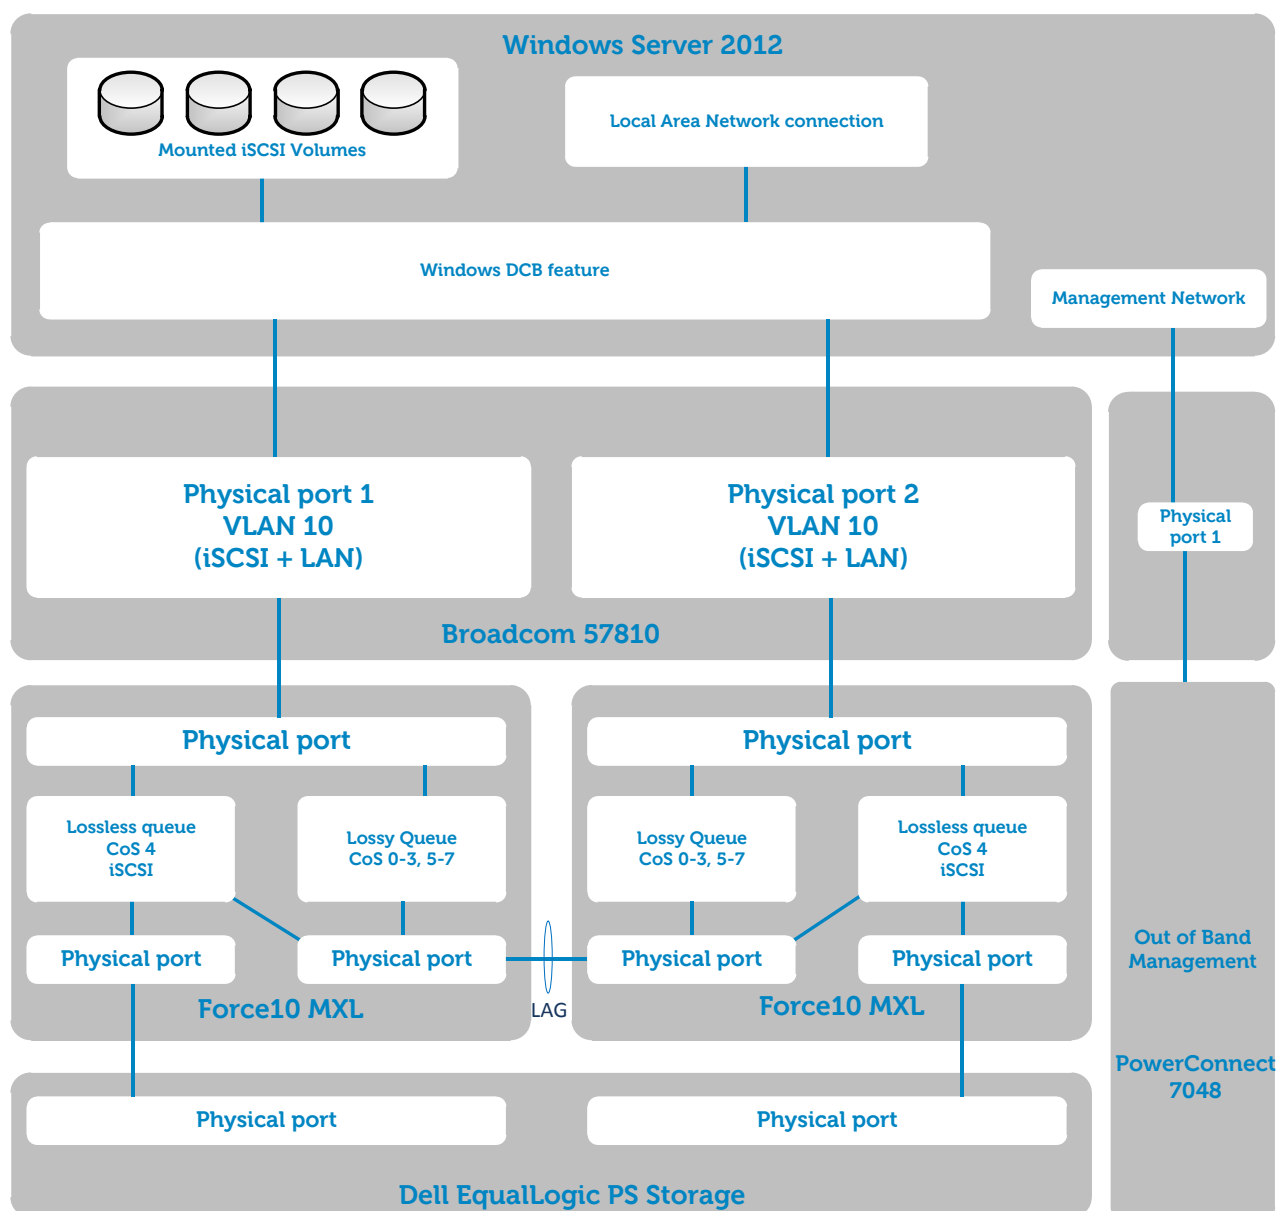 Windows Server 2012
Mounted iSCSI Volumes
Local Area Network connection
Windows DCB feature
Management Network
Physical port 1
VLAN 10
(iSCSI + LAN)
Physical port 2
VLAN 10
(iSCSI + LAN)
Broadcom 57810
Physical
port 1
Physical port
Lossless queue
CoS 4
iSCSI
Lossy Queue
CoS 0-3, 5-7
Physical port
Physical port
Force10 MXL
LAG
Physical port
Lossy Queue
CoS 0-3, 5-7
Lossless queue
CoS 4
iSCSI
Physical port
Physical port
Force10 MXL
Out of Band
Management
PowerConnect
7048
Physical port
Physical port
Dell EqualLogic PS Storage